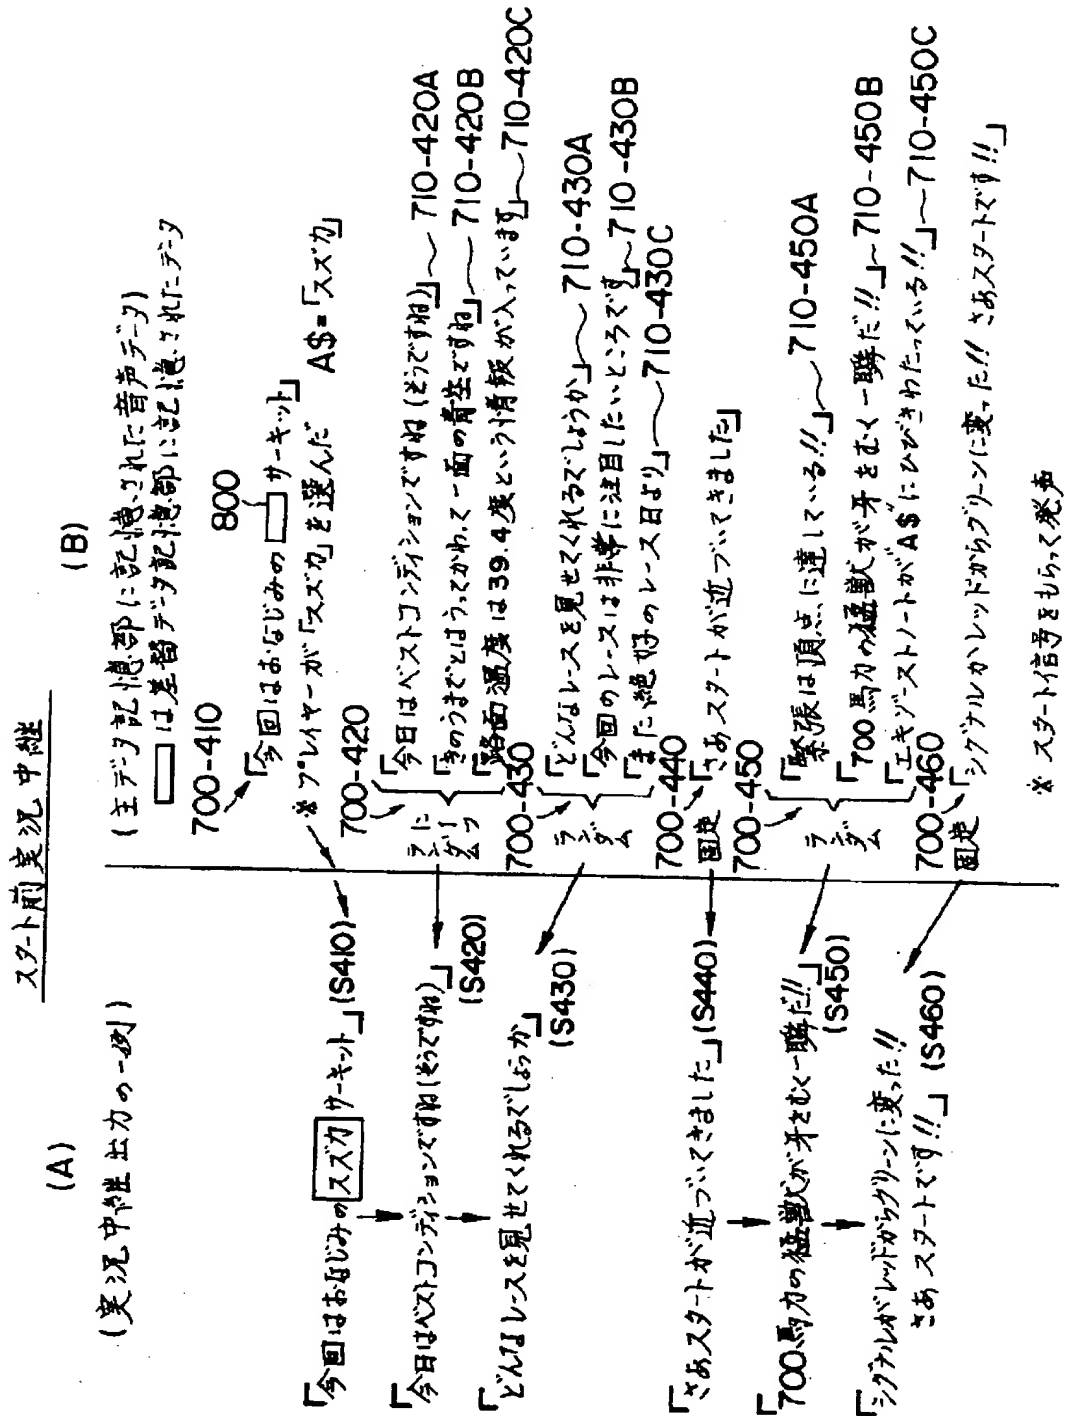 スタート前実況中継
(A)
(実況中継出力の一例)
「今回はおなじみのスズカサーキット」(S410)
「今日はベストコンディションですね(そうですね)」
(S420)
「どんなレースを見せてくれるでしょうか」
(S430)
「さあスタートが近づいてきました」(S440)
「700馬力の猛獣が牙をむく一瞬だ!!」
(S450)
「シグナルがレッドからグリーンに変った!!
さあスタートです!!」(S460)
(B)
(主データ記憶部に記憶された音声データ)
は基督データ記憶部に記憶されたデータ
700-410
800
「今回はおなじみの サーキット」
※プレイヤーが「スズカ」を選んだ A$=「スズカ」
700-420
ランダムに
「今日はベストコンディションですね(そうですね)」~710-420A
「きのうまでとはうってかわって一面の青空ですね」~710-420B
「路面温度は39.4度という情報が入っています」~710-420C
700-430
ランダム
「どんなレースを見せてくれるでしょうか」~710-430A
「今回のレースは非常に注目したいところです」~710-430B
「また絶好のレース日より」~710-430C
700-440
固定
「さあスタートが近づいてきました」
700-450
ランダム
「緊張は頂点に達している!!」~710-450A
「700馬力の猛獣が牙をむく一瞬だ!!」~710-450B
「エキゾーストノートが"A$"にひびきわたっている!!」~710-450C
700-460
固定
「シグナルがレッドからグリーンに変った!! さあスタートです!!」
※スタート信号をもらって発声